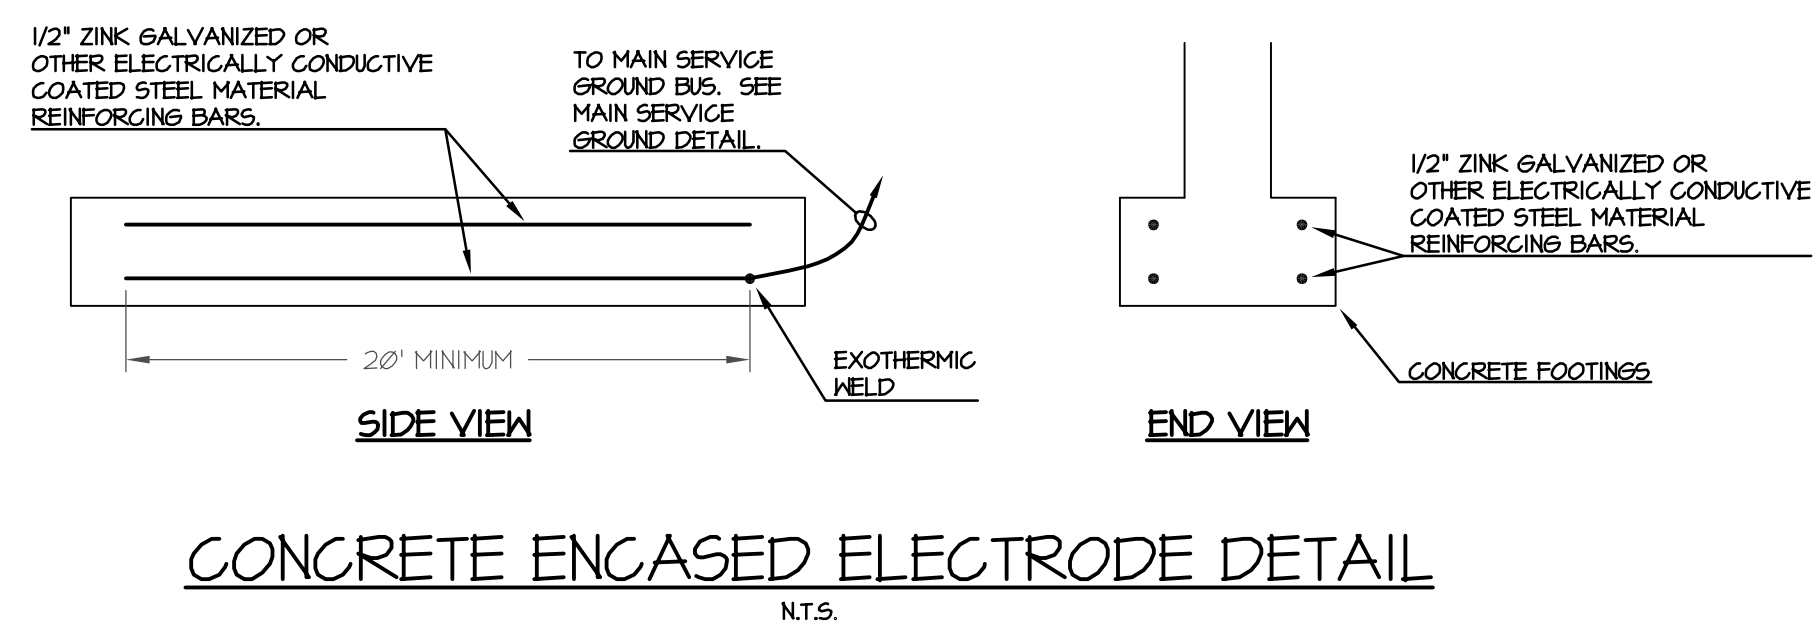 1/2" ZINK GALVANIZED OR
OTHER ELECTRICALLY CONDUCTIVE
COATED STEEL MATERIAL
REINFORCING BARS.
TO MAIN SERVICE
GROUND BUS. SEE
MAIN SERVICE
GROUND DETAIL.
1/2" ZINK GALVANIZED OR
OTHER ELECTRICALLY CONDUCTIVE
COATED STEEL MATERIAL
REINFORCING BARS.
20' MINIMUM
EXOTHERMIC
WELD
CONCRETE FOOTINGS
SIDE VIEW
END VIEW
CONCRETE ENCASED ELECTRODE DETAIL
N.T.S.